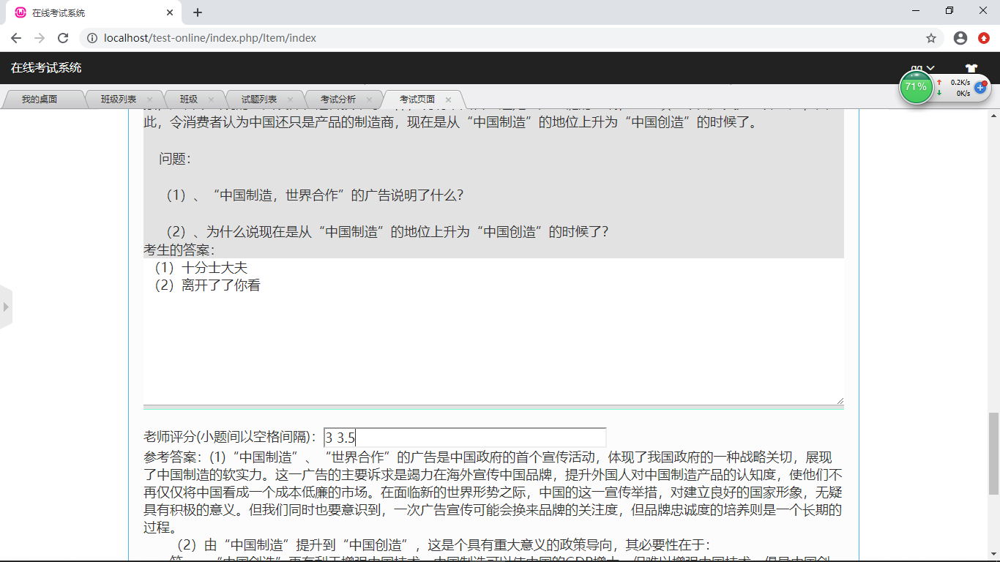 在线考试系统
localhost/test-online/index.php/Item/index
在线考试系统
qq
71%
0.2K/s
0K/s
我的桌面 班级列表 班级 试题列表 考试分析 考试页面
此，令消费者认为中国还只是产品的制造商，现在是从“中国制造”的地位上升为“中国创造”的时候了。
问题：
（1）、“中国制造，世界合作”的广告说明了什么？
（2）、为什么说现在是从“中国制造”的地位上升为“中国创造”的时候了？
考生的答案：
（1）十分士大夫
（2）离开了了你看
老师评分(小题间以空格间隔)：3 3.5
参考答案：(1)“中国制造”、“世界合作”的广告是中国政府的首个宣传活动，体现了我国政府的一种战略关切，展现
了中国制造的软实力。这一广告的主要诉求是竭力在海外宣传中国品牌，提升外国人对中国制造产品的认知度，使他们不
再仅仅将中国看成一个成本低廉的市场。在面临新的世界形势之际，中国的这一宣传举措，对建立良好的国家形象，无疑
具有积极的意义。但我们同时也要意识到，一次广告宣传可能会换来品牌的关注度，但品牌忠诚度的培养则是一个长期的
过程。
（2）由“中国制造”提升到“中国创造”，这是个具有重大意义的政策导向，其必要性在于：